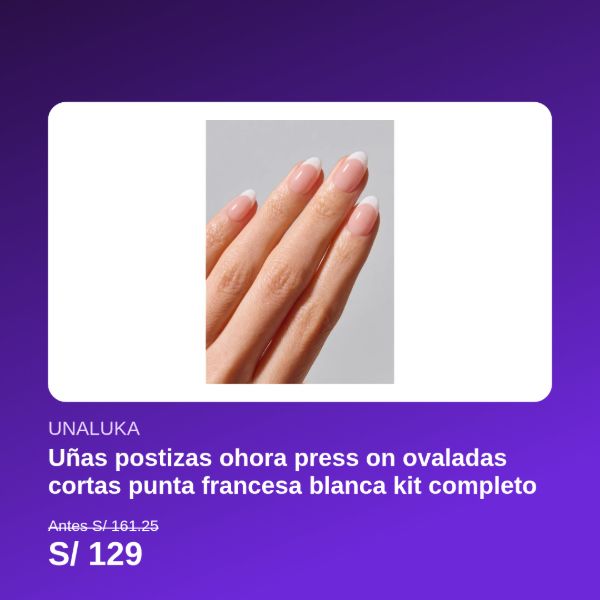 UNALUKA
Uñas postizas ohora press on ovaladas
cortas punta francesa blanca kit completo
Antes S/ 161.25
S/ 129